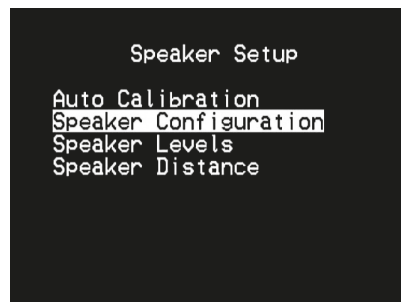 Speaker Setup
Auto Calibration
Speaker Configuration
Speaker Levels
Speaker Distance